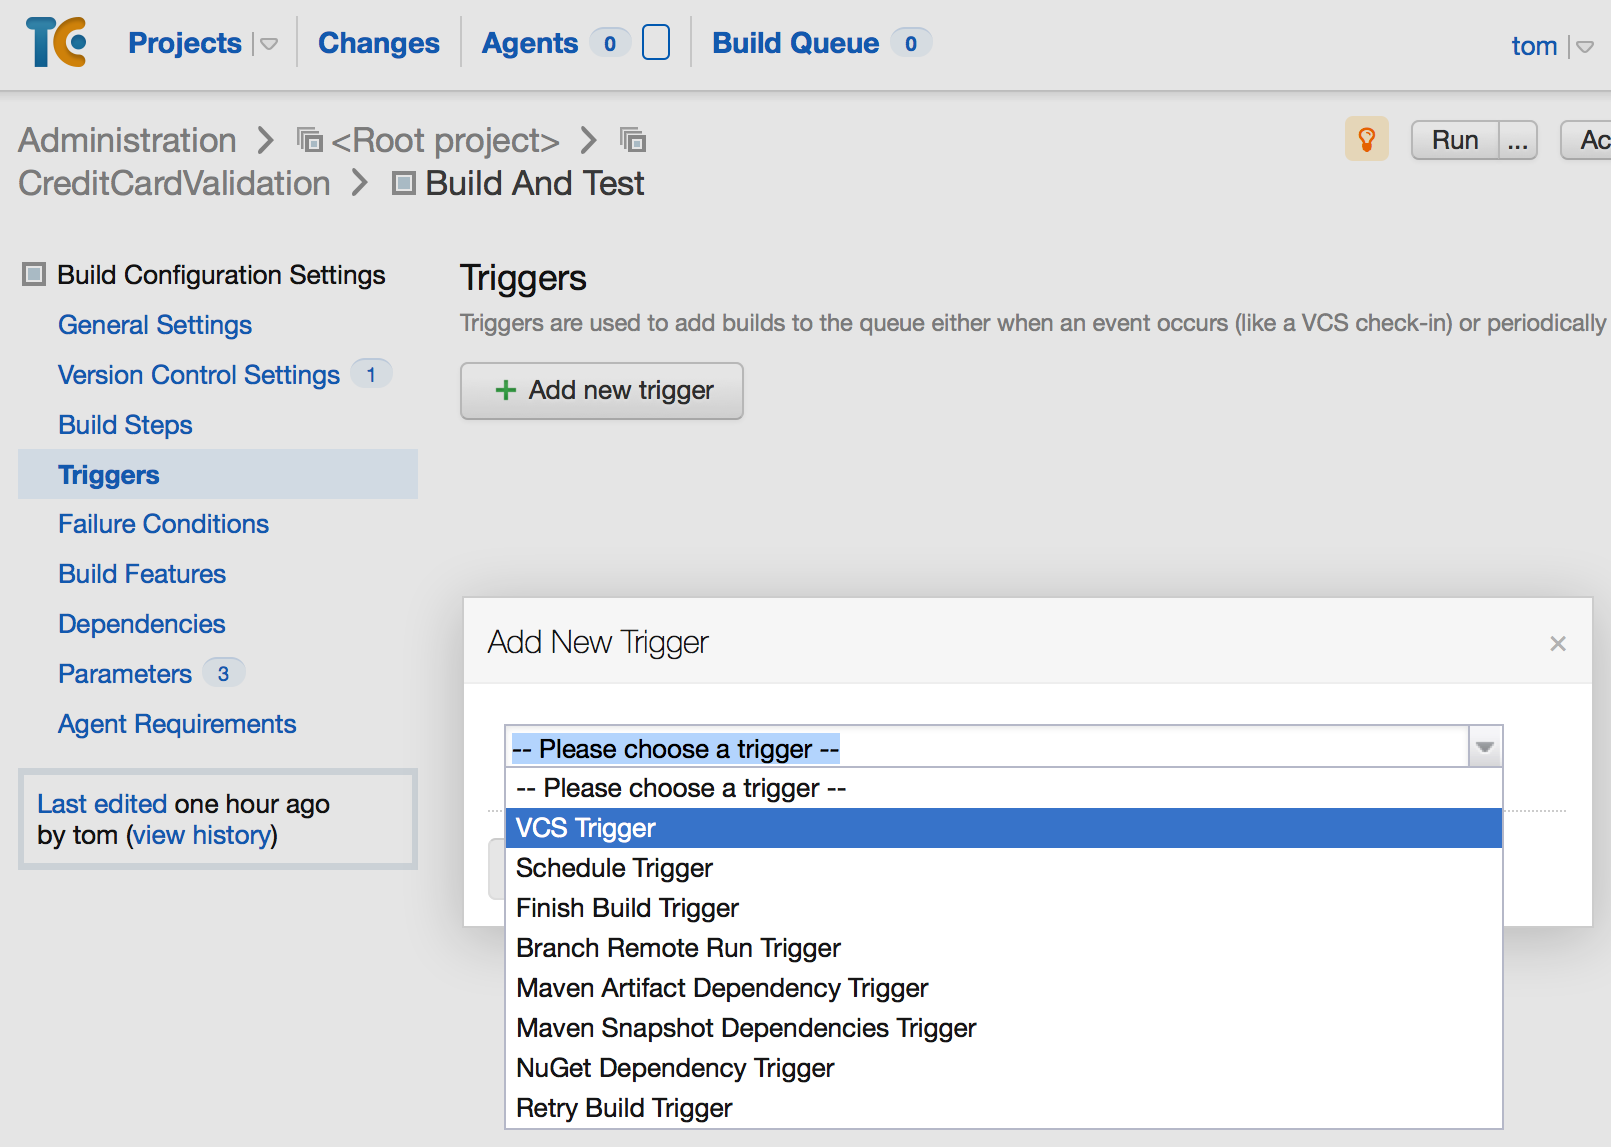 TC Projects Changes Agents 0 Build Queue 0 tom
Administration <Root project>
CreditCardValidation Build And Test
Run ... Ac
Build Configuration Settings
General Settings
Version Control Settings 1
Build Steps
Triggers
Failure Conditions
Build Features
Dependencies
Parameters 3
Agent Requirements
Last edited one hour ago
by tom (view history)
Triggers
Triggers are used to add builds to the queue either when an event occurs (like a VCS check-in) or periodically
+ Add new trigger
Add New Trigger
-- Please choose a trigger --
-- Please choose a trigger --
VCS Trigger
Schedule Trigger
Finish Build Trigger
Branch Remote Run Trigger
Maven Artifact Dependency Trigger
Maven Snapshot Dependencies Trigger
NuGet Dependency Trigger
Retry Build Trigger